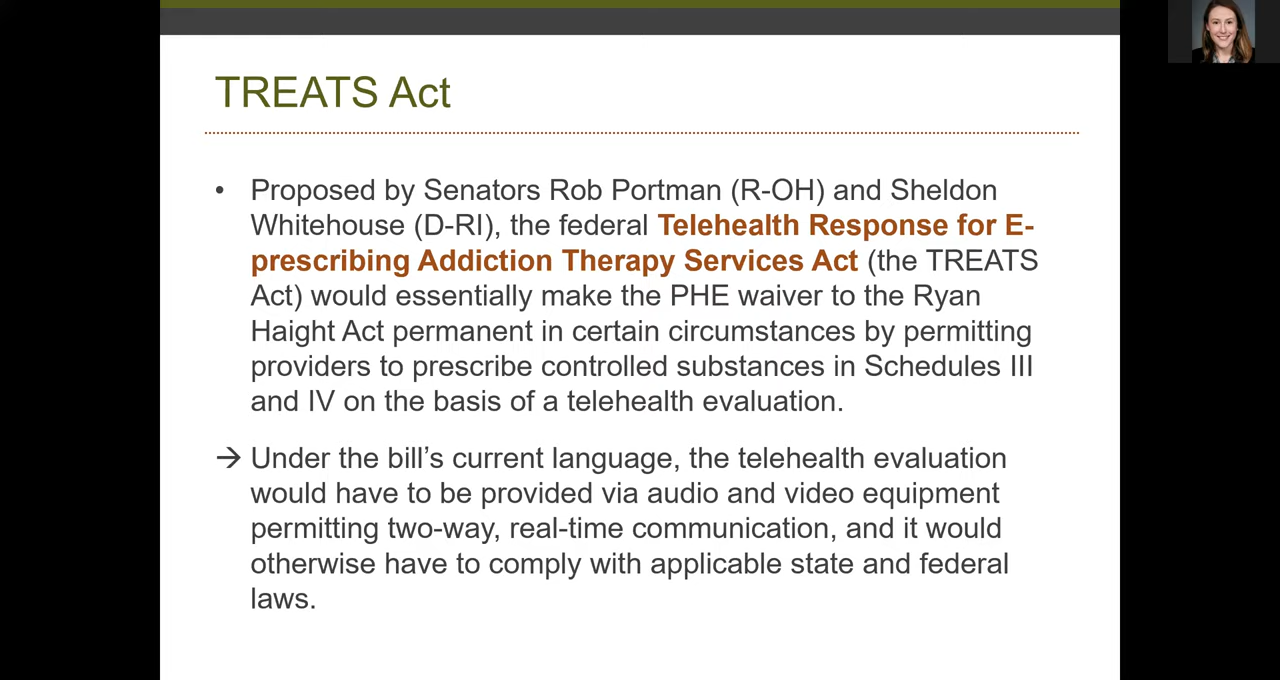 TREATS Act
• Proposed by Senators Rob Portman (R-OH) and Sheldon
Whitehouse (D-RI), the federal Telehealth Response for E-
prescribing Addiction Therapy Services Act (the TREATS
Act) would essentially make the PHE waiver to the Ryan
Haight Act permanent in certain circumstances by permitting
providers to prescribe controlled substances in Schedules III
and IV on the basis of a telehealth evaluation.
→ Under the bill’s current language, the telehealth evaluation
would have to be provided via audio and video equipment
permitting two-way, real-time communication, and it would
otherwise have to comply with applicable state and federal
laws.